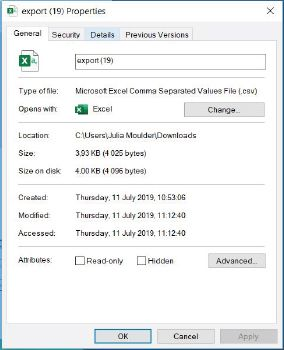 export (19) Properties
General Security Details Previous Versions
export (19)
Type of file: Microsoft Excel Comma Separated Values File (.csv)
Opens with: Excel Change...
Location: C:\Users\Julia Moulder\Downloads
Size: 3,93 KB (4 025 bytes)
Size on disk: 4,00 KB (4 096 bytes)
Created: Thursday, 11 July 2019, 10:53:06
Modified: Thursday, 11 July 2019, 11:12:40
Accessed: Thursday, 11 July 2019, 11:12:40
Attributes: Read-only Hidden Advanced...
OK Cancel Apply